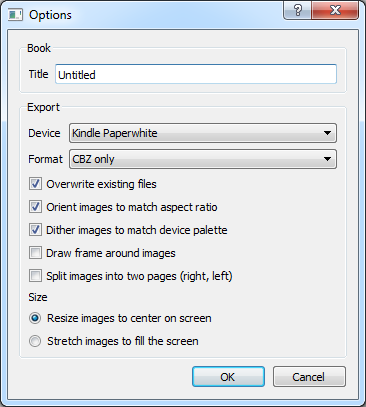 Options
Book
Title Untitled
Export
Device Kindle Paperwhite
Format CBZ only
Overwrite existing files
Orient images to match aspect ratio
Dither images to match device palette
Draw frame around images
Split images into two pages (right, left)
Size
Resize images to center on screen
Stretch images to fill the screen
OK Cancel